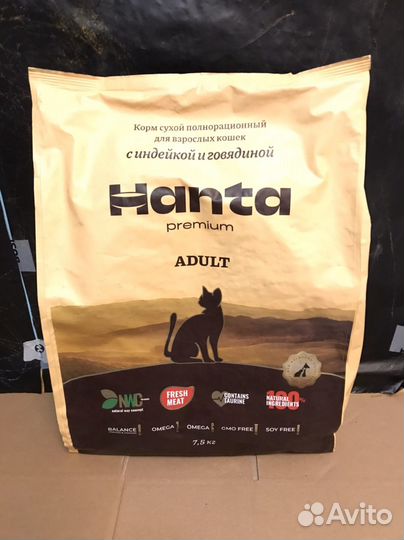 Корм сухой полнорационный
для взрослых кошек
с индейкой и говядиной
Hanta
premium
ADULT
NWC
natural way concept
FRESH
MEAT
CONTAINS
TAURINE
100%
NATURAL
INGREDIENTS
BALANCE
OMEGA
OMEGA
GMO FREE
SOY FREE
7,5 кг
Avito